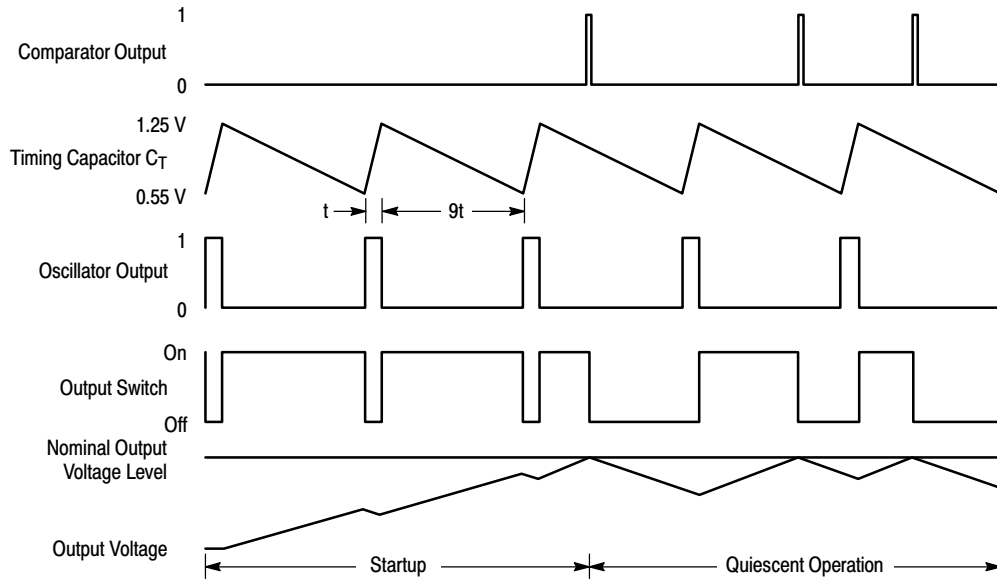 1
Comparator Output
0
1.25 V
Timing Capacitor CT
0.55 V
t
9t
1
Oscillator Output
0
On
Output Switch
Off
Nominal Output
Voltage Level
Output Voltage
Startup
Quiescent Operation